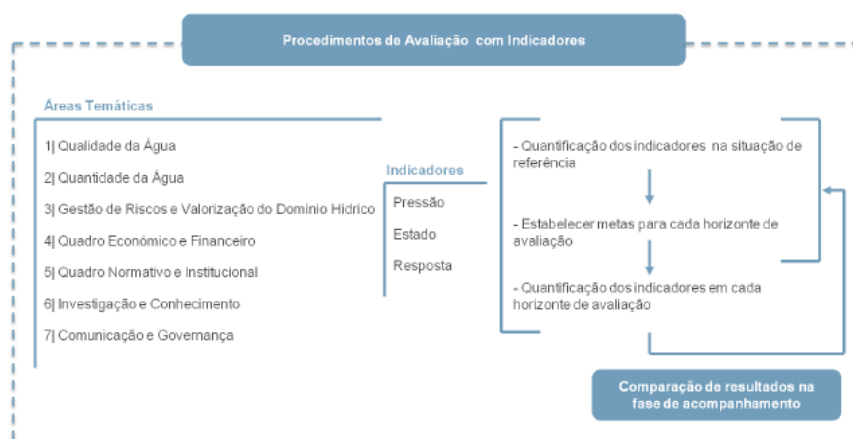 Procedimentos de Avaliação com Indicadores
Áreas Temáticas
1| Qualidade da Água
2| Quantidade da Água
3| Gestão de Riscos e Valorização do Domínio Hídrico
4| Quadro Económico e Financeiro
5| Quadro Normativo e Institucional
6| Investigação e Conhecimento
7| Comunicação e Governança
Indicadores
Pressão
Estado
Resposta
- Quantificação dos indicadores na situação de
referência
- Estabelecer metas para cada horizonte de
avaliação
- Quantificação dos indicadores em cada
horizonte de avaliação
Comparação de resultados na
fase de acompanhamento